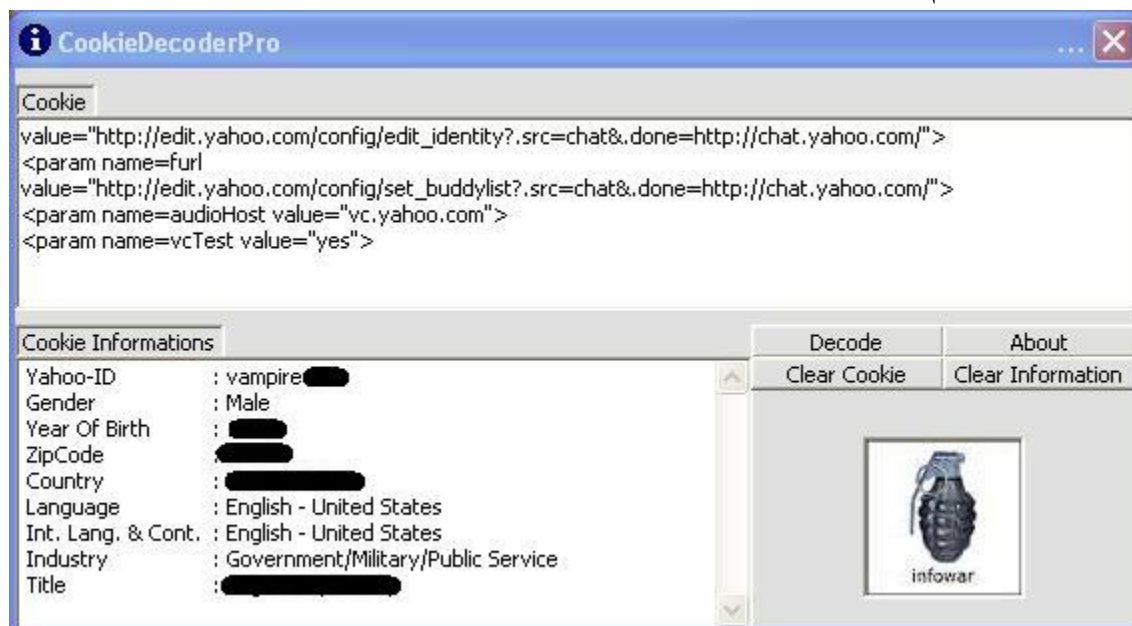 CookieDecoderPro ...
Cookie
value="http://edit.yahoo.com/config/edit_identity?.src=chat&.done=http://chat.yahoo.com/">
<param name=furl
value="http://edit.yahoo.com/config/set_buddylist?.src=chat&.done=http://chat.yahoo.com/">
<param name=audioHost value="vc.yahoo.com">
<param name=vcTest value="yes">
Cookie Informations
Yahoo-ID : vampire
Gender : Male
Year Of Birth :
ZipCode :
Country :
Language : English - United States
Int. Lang. & Cont. : English - United States
Industry : Government/Military/Public Service
Title :
Decode About
Clear Cookie Clear Information
infowar